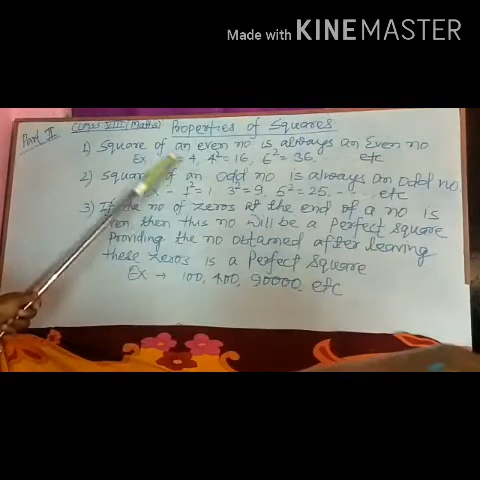 Made with KINEMASTER
Part II
Class VIII (Maths) Properties of Squares
1) Square of an even no is always an Even no
Ex = 4, 4² = 16, 6² = 36. etc
2) Square of an odd no is always an odd no
1² = 1. 3² = 9, 5² = 25. - - - etc
3) If the no of zeros at the end of a no is
then this no will be a Perfect square
Providing the no obtained after leaving
these zeros is a Perfect square
Ex → 100, 400, 90000, etc